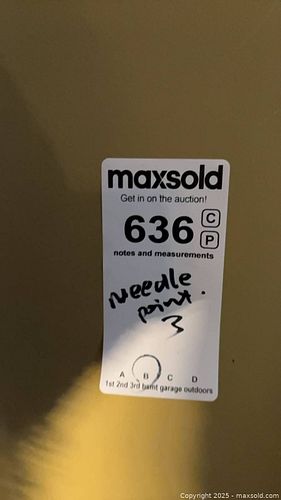 maxsold
Get in on the auction!
636 C
P
notes and measurements
Needle
point.
3
A B C D
1st 2nd 3rd bsmt garage outdoors
Copyright 2025 - maxsold.com